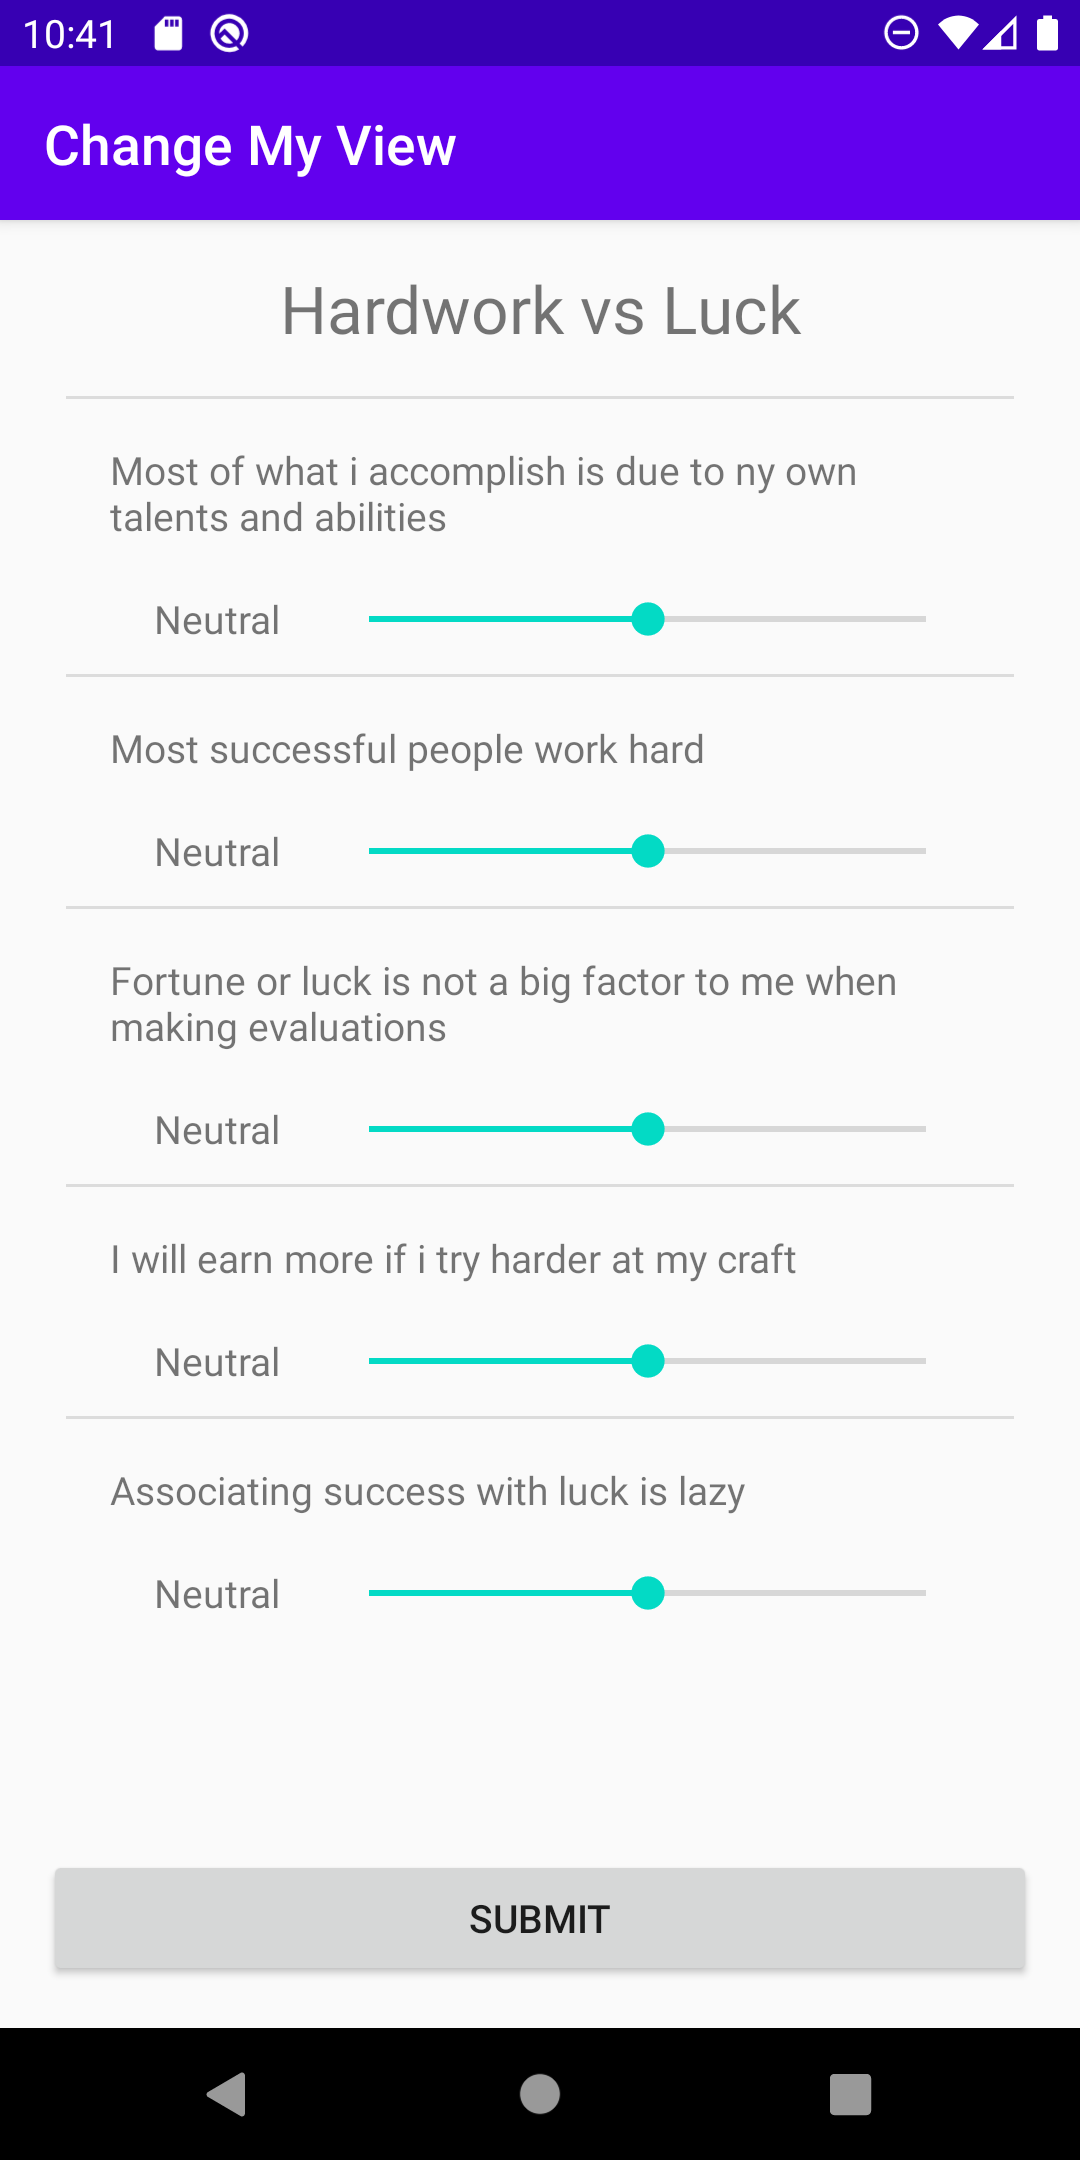 10:41
Change My View
Hardwork vs Luck
Most of what i accomplish is due to ny own
talents and abilities
Neutral
Most successful people work hard
Neutral
Fortune or luck is not a big factor to me when
making evaluations
Neutral
I will earn more if i try harder at my craft
Neutral
Associating success with luck is lazy
Neutral
SUBMIT